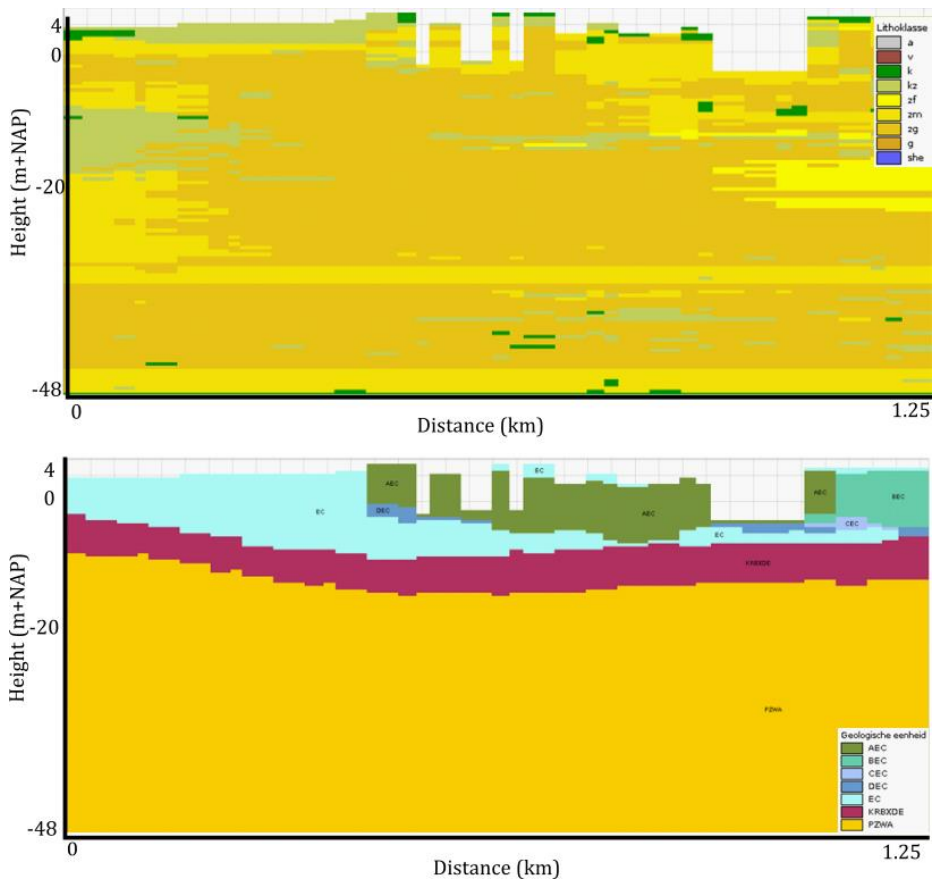 4
0
-20
-48
Height (m+NAP)
0
1.25
Distance (km)
Lithoklasse
a
v
k
kz
zf
zm
zg
g
she
4
0
-20
-48
Height (m+NAP)
AEC
DEC
EC
EC
AEC
EC
AEC
CEC
BEC
KRBXDE
PZWA
Geologische eenheid
AEC
BEC
CEC
DEC
EC
KRBXDE
PZWA
0
1.25
Distance (km)